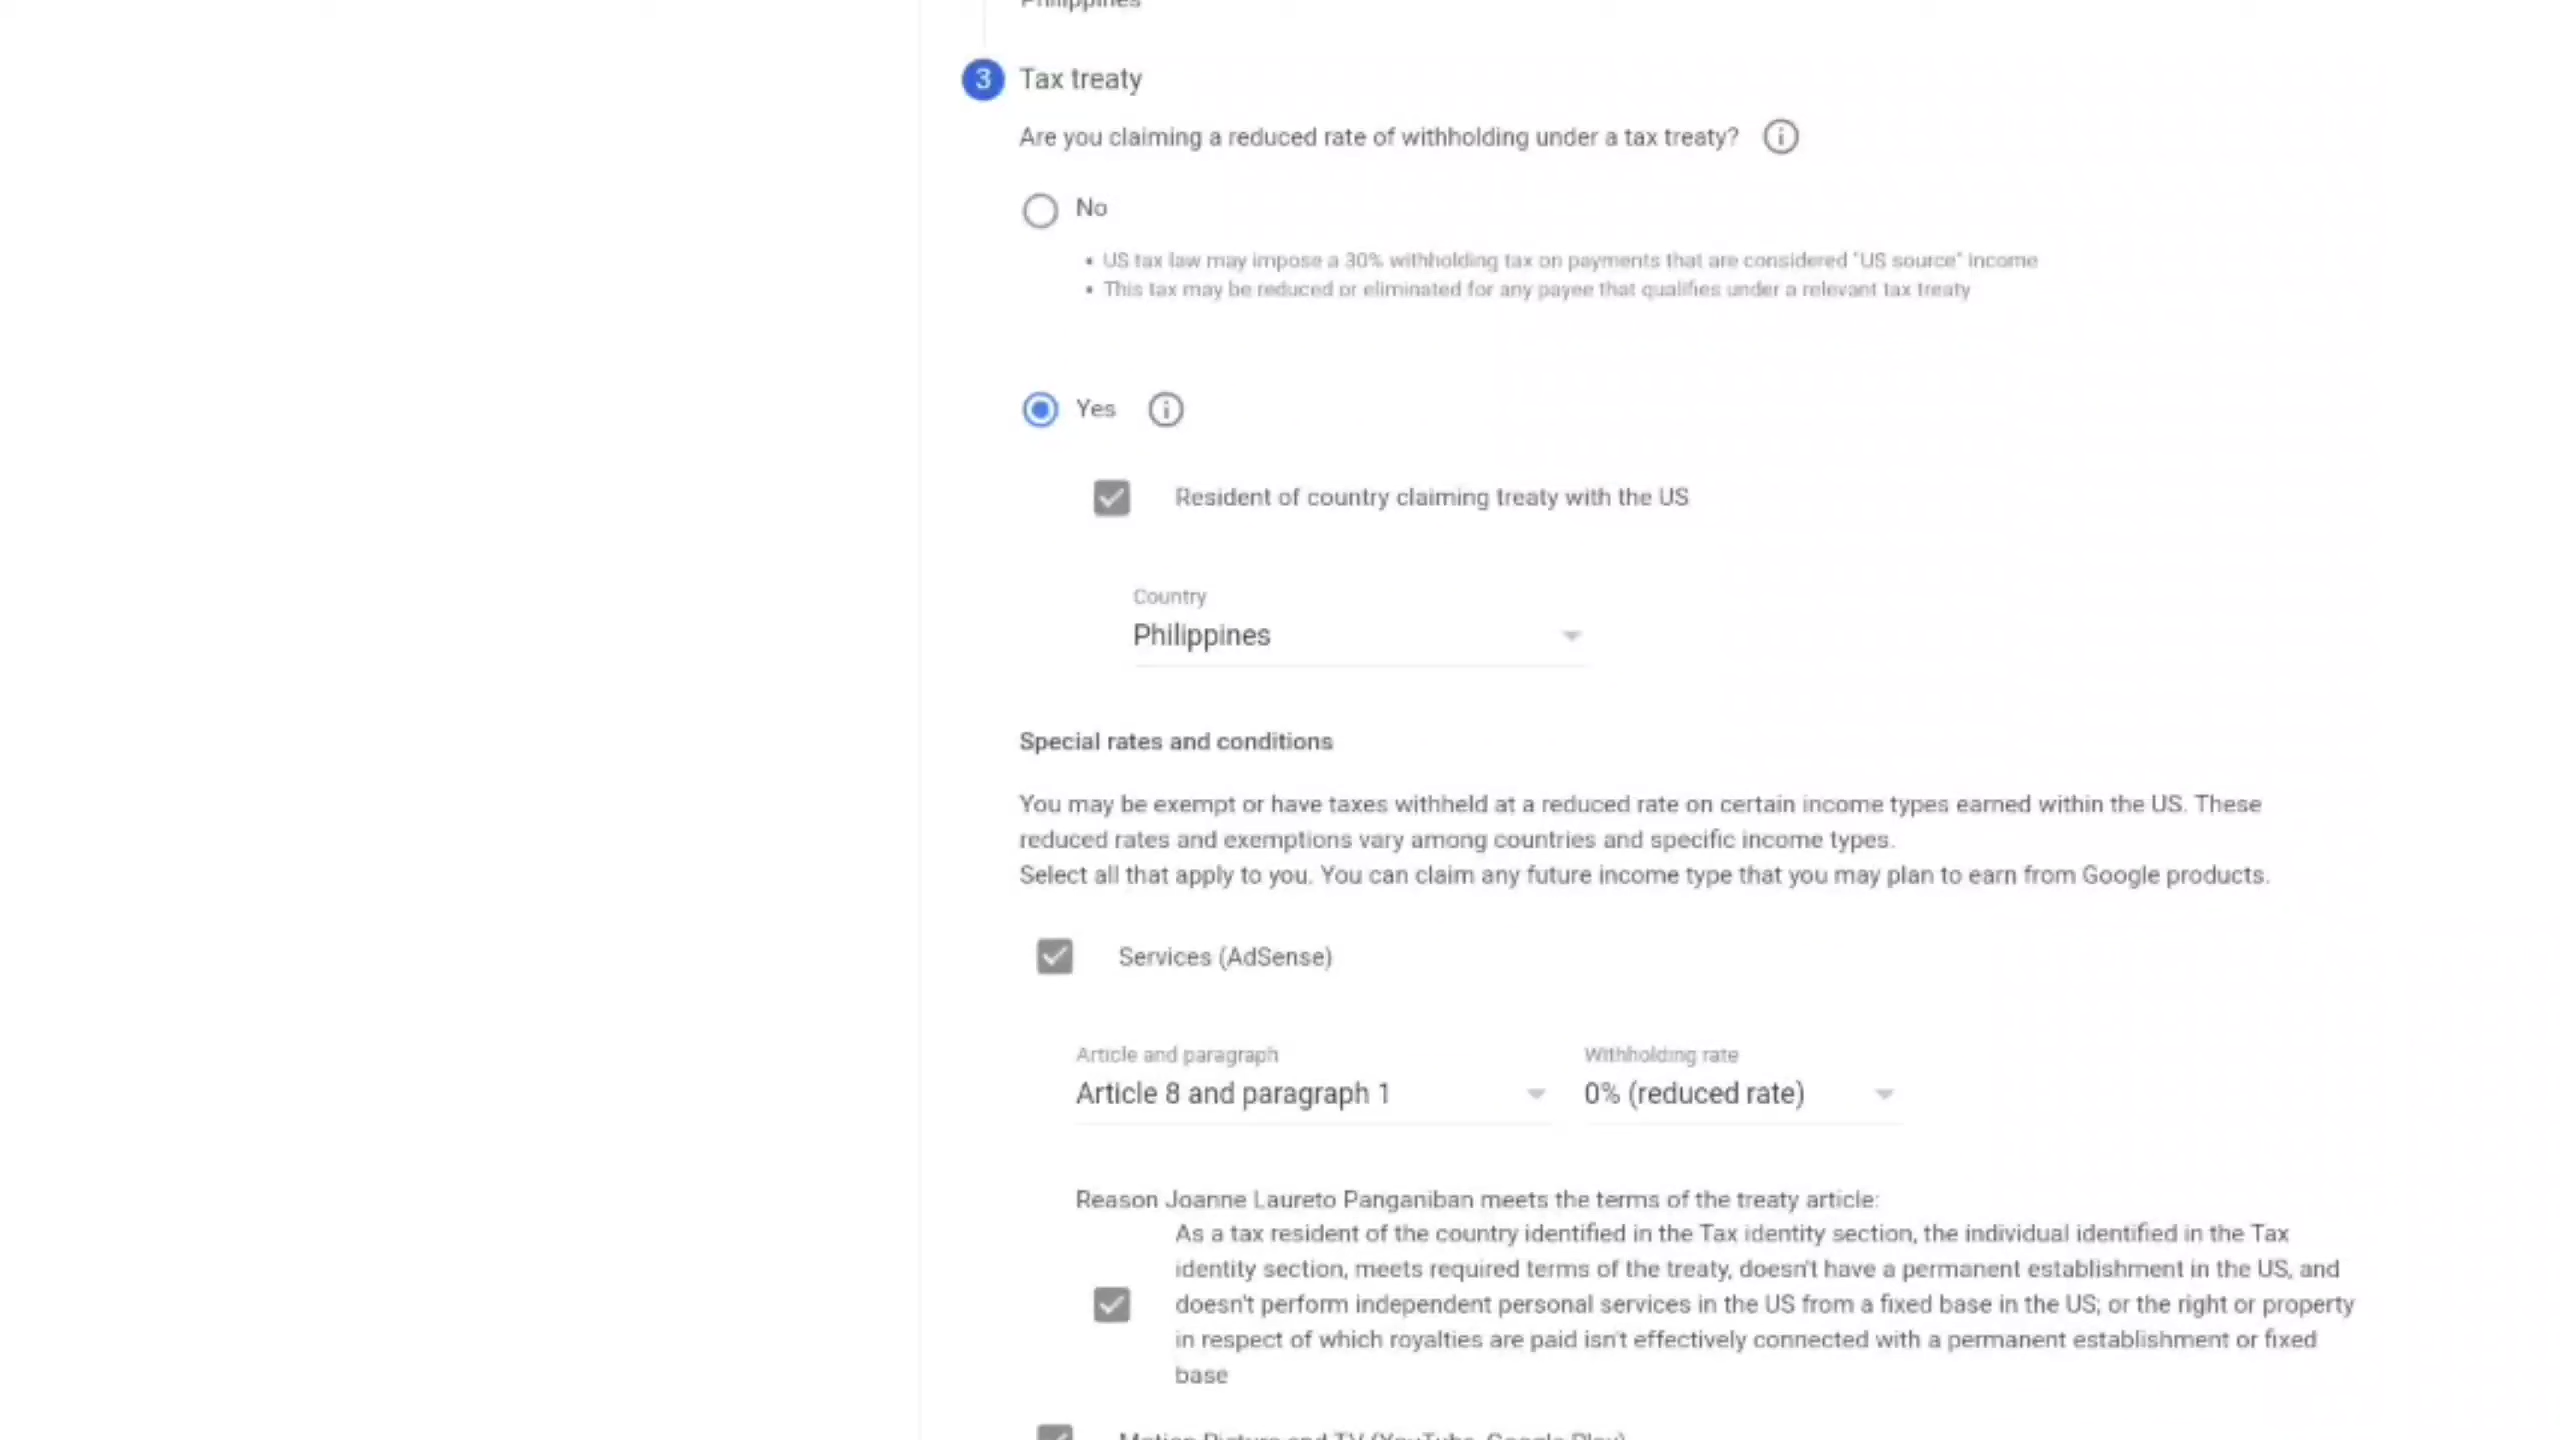 Philippines
3 Tax treaty
Are you claiming a reduced rate of withholding under a tax treaty?
No
• US tax law may impose a 30% withholding tax on payments that are considered "US source" income
• This tax may be reduced or eliminated for any payee that qualifies under a relevant tax treaty
Yes
Resident of country claiming treaty with the US
Country
Philippines
Special rates and conditions
You may be exempt or have taxes withheld at a reduced rate on certain income types earned within the US. These
reduced rates and exemptions vary among countries and specific income types.
Select all that apply to you. You can claim any future income type that you may plan to earn from Google products.
Services (AdSense)
Article and paragraph
Article 8 and paragraph 1
Withholding rate
0% (reduced rate)
Reason Joanne Laureto Panganiban meets the terms of the treaty article:
As a tax resident of the country identified in the Tax identity section, the individual identified in the Tax
identity section, meets required terms of the treaty, doesn't have a permanent establishment in the US, and
doesn't perform independent personal services in the US from a fixed base in the US; or the right or property
in respect of which royalties are paid isn't effectively connected with a permanent establishment or fixed
base
Motion Picture and TV (YouTube, Google Play)